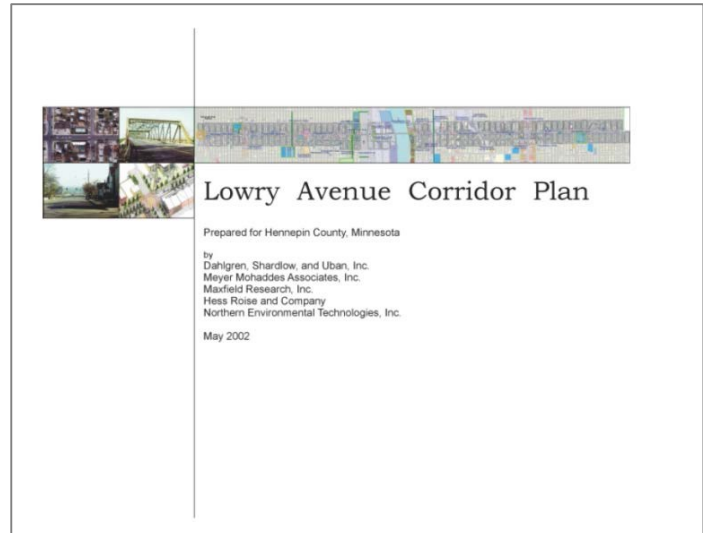 Lowry Avenue Corridor Plan
Prepared for Hennepin County, Minnesota
by
Dahlgren, Shardlow, and Uban, Inc.
Meyer Mohaddes Associates, Inc.
Maxfield Research, Inc.
Hess Roise and Company
Northern Environmental Technologies, Inc.
May 2002